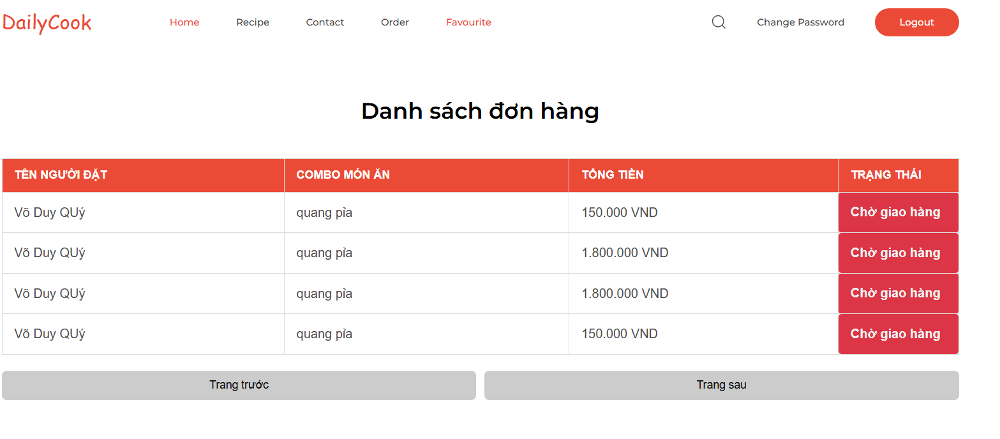 DailyCook Home Recipe Contact Order Favourite Change Password Logout
Danh sách đơn hàng
TÊN NGƯỜI ĐẶT COMBO MÓN ĂN TỔNG TIỀN TRẠNG THÁI
Võ Duy QUý quang pỉa 150.000 VND Chờ giao hàng
Võ Duy QUý quang pỉa 1.800.000 VND Chờ giao hàng
Võ Duy QUý quang pỉa 1.800.000 VND Chờ giao hàng
Võ Duy QUý quang pỉa 150.000 VND Chờ giao hàng
Trang trước Trang sau